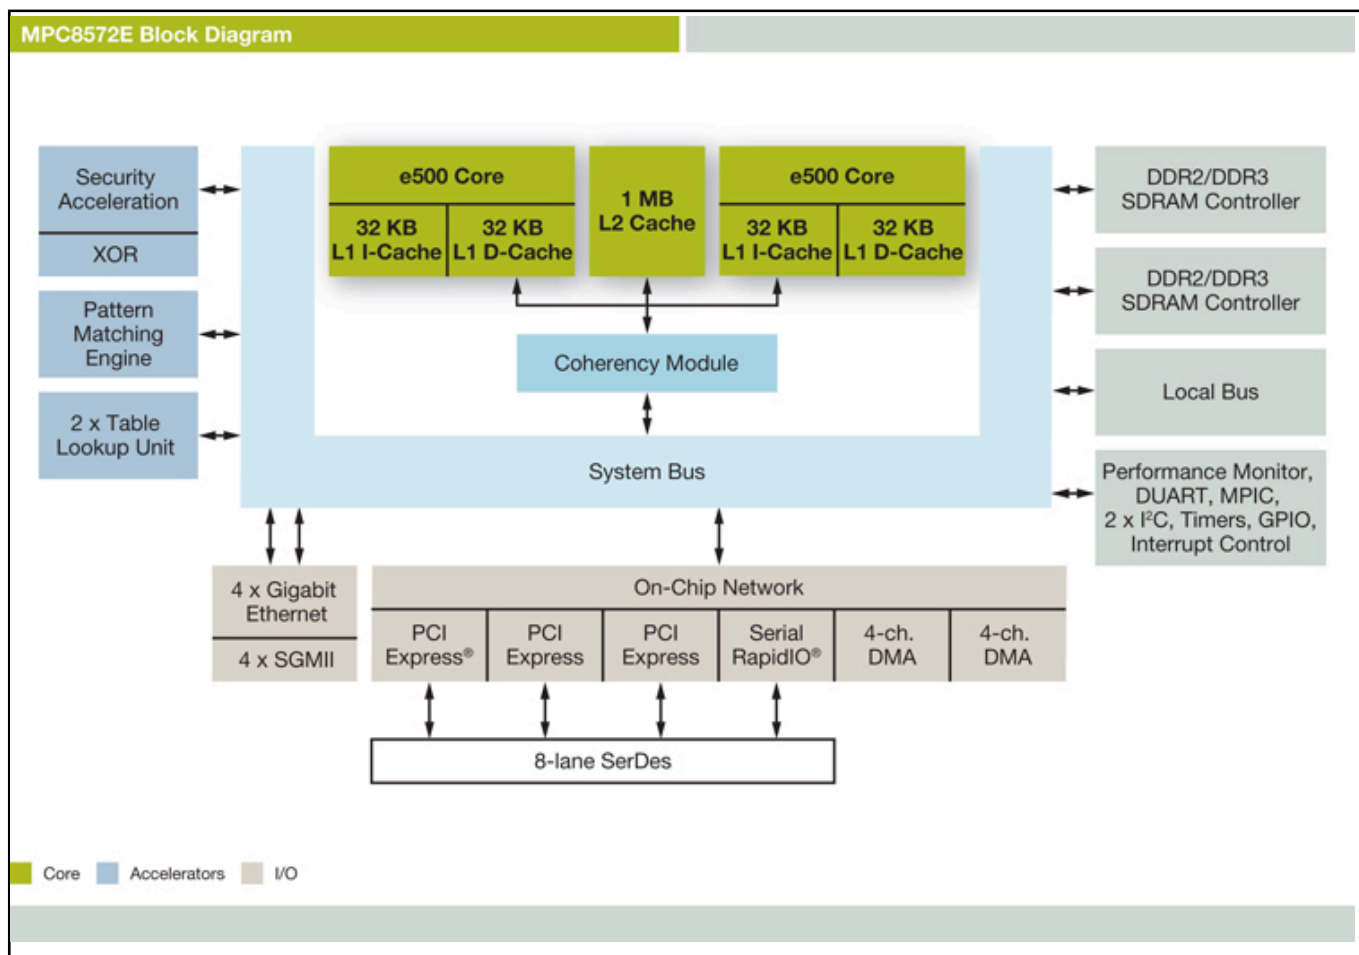 MPC8572E Block Diagram
Security
Acceleration
XOR
Pattern
Matching
Engine
2 x Table
Lookup Unit
e500 Core
32 KB
L1 I-Cache
32 KB
L1 D-Cache
1 MB
L2 Cache
e500 Core
32 KB
L1 I-Cache
32 KB
L1 D-Cache
Coherency Module
System Bus
DDR2/DDR3
SDRAM Controller
DDR2/DDR3
SDRAM Controller
Local Bus
Performance Monitor,
DUART, MPIC,
2 x I²C, Timers, GPIO,
Interrupt Control
4 x Gigabit
Ethernet
4 x SGMII
On-Chip Network
PCI
Express®
PCI
Express
PCI
Express
Serial
RapidIO®
4-ch.
DMA
4-ch.
DMA
8-lane SerDes
Core
Accelerators
I/O